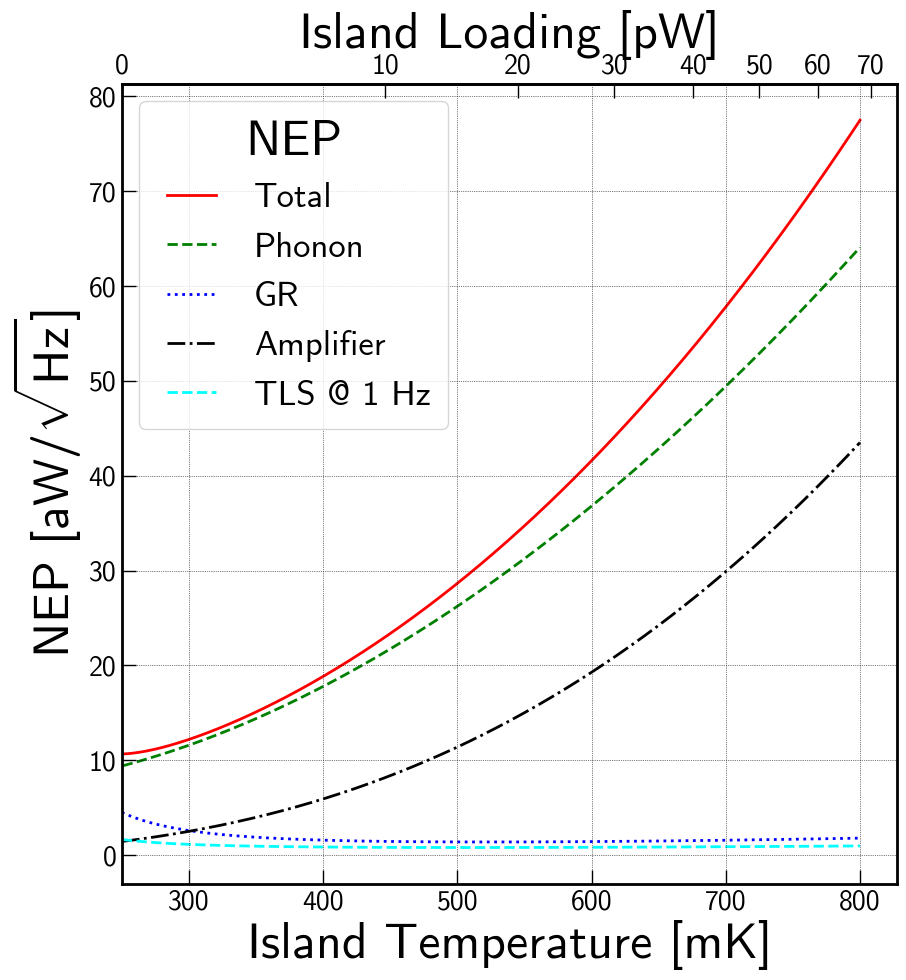 Island Loading [pW]
0 10 20 30 40 50 60 70
80
70
60
50
40
30
20
10
0
NEP [aW/√Hz]
NEP
Total
Phonon
GR
Amplifier
TLS @ 1 Hz
300 400 500 600 700 800
Island Temperature [mK]